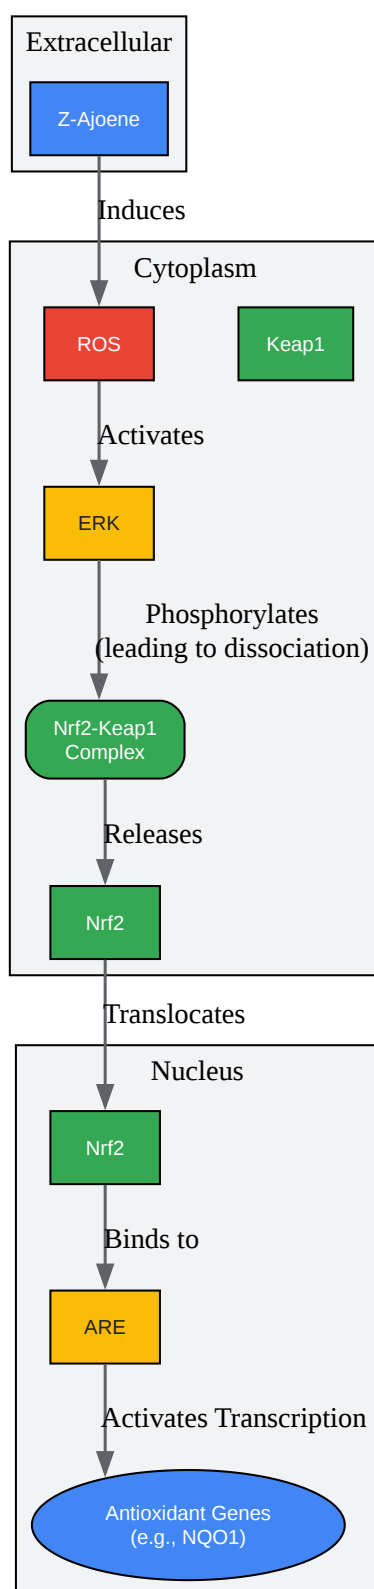 Extracellular
Z-Ajoene
Induces
Cytoplasm
ROS
Keap1
Activates
ERK
Phosphorylates
(leading to dissociation)
Nrf2-Keap1
Complex
Releases
Nrf2
Translocates
Nucleus
Nrf2
Binds to
ARE
Activates Transcription
Antioxidant Genes
(e.g., NQO1)